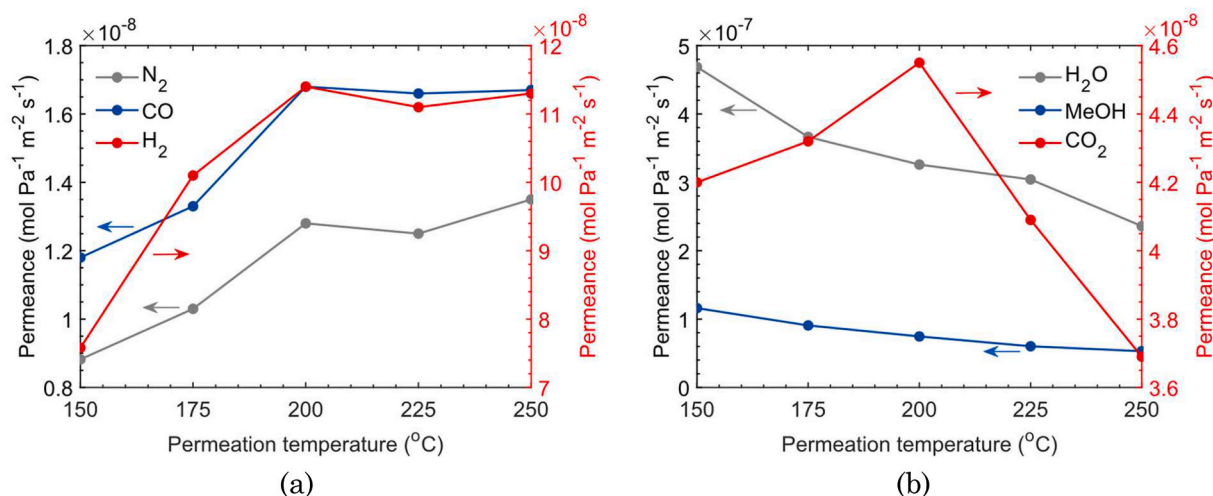 ×10⁻⁸
1.8
1.6
1.4
1.2
1
0.8
Permeance (mol Pa⁻¹ m⁻² s⁻¹)
N₂
CO
H₂
×10⁻⁸
12
11
10
9
8
7
Permeance (mol Pa⁻¹ m⁻² s⁻¹)
150 175 200 225 250
Permeation temperature (°C)
(a)
×10⁻⁷
5
4
3
2
1
0
Permeance (mol Pa⁻¹ m⁻² s⁻¹)
H₂O
MeOH
CO₂
×10⁻⁸
4.6
4.4
4.2
4
3.8
3.6
Permeance (mol Pa⁻¹ m⁻² s⁻¹)
150 175 200 225 250
Permeation temperature (°C)
(b)